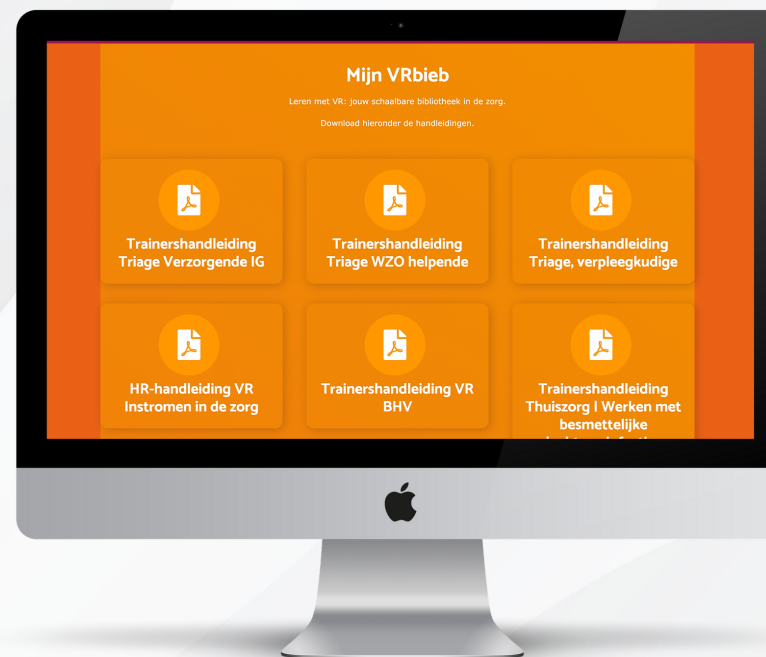 Mijn VRbieb
Leren met VR: jouw schaalbare bibliotheek in de zorg.
Download hieronder de handleidingen.
Trainershandleiding
Triage Verzorgende IG
Trainershandleiding
Triage WZO helpende
Trainershandleiding
Triage, verpleegkudige
HR-handleiding VR
Instromen in de zorg
Trainershandleiding VR
BHV
Trainershandleiding
Thuiszorg | Werken met
besmettelijke